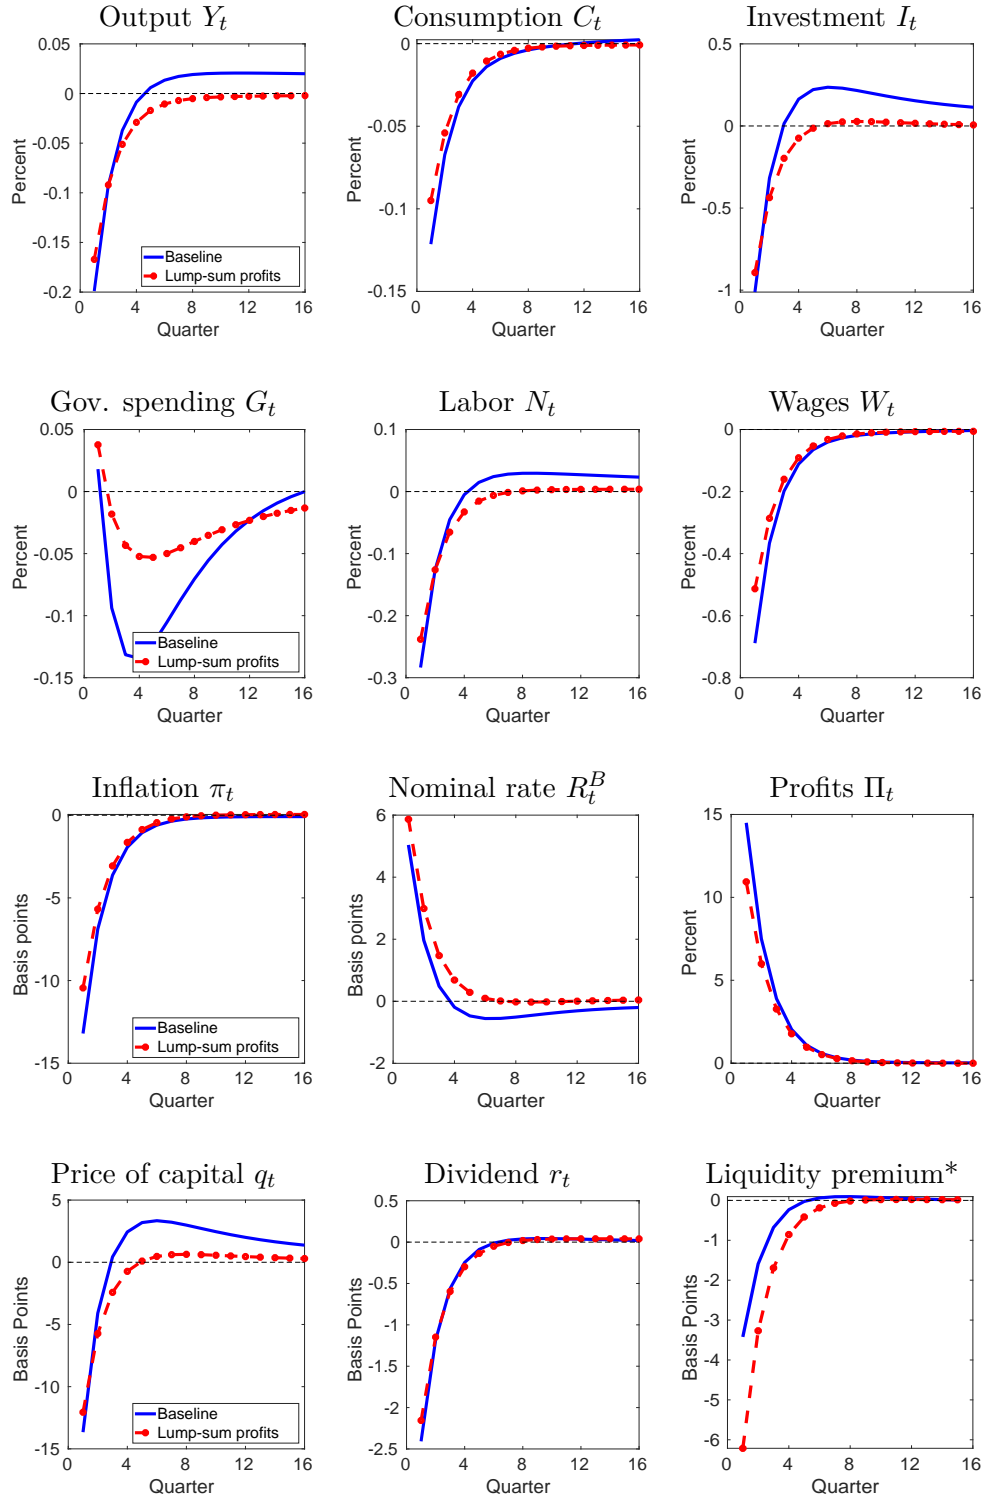 Output Y_t
Consumption C_t
Investment I_t
Percent
0.05
0
-0.05
-0.1
-0.15
-0.2
Baseline
Lump-sum profits
0 4 8 12 16
Quarter
Percent
0
-0.05
-0.1
-0.15
0 4 8 12 16
Quarter
Percent
0.5
0
-0.5
-1
0 4 8 12 16
Quarter
Gov. spending G_t
Labor N_t
Wages W_t
Percent
0.05
0
-0.05
-0.1
-0.15
Baseline
Lump-sum profits
0 4 8 12 16
Quarter
Percent
0.1
0
-0.1
-0.2
-0.3
0 4 8 12 16
Quarter
Percent
0
-0.2
-0.4
-0.6
-0.8
0 4 8 12 16
Quarter
Inflation π_t
Nominal rate R_t^B
Profits Π_t
Basis points
0
-5
-10
-15
Baseline
Lump-sum profits
0 4 8 12 16
Quarter
Basis points
6
4
2
0
-2
0 4 8 12 16
Quarter
Percent
15
10
5
0
0 4 8 12 16
Quarter
Price of capital q_t
Dividend r_t
Liquidity premium*
Basis Points
5
0
-5
-10
-15
Baseline
Lump-sum profits
0 4 8 12 16
Quarter
Basis Points
0.5
0
-0.5
-1
-1.5
-2
-2.5
0 4 8 12 16
Quarter
Basis Points
0
-1
-2
-3
-4
-5
-6
0 4 8 12 16
Quarter